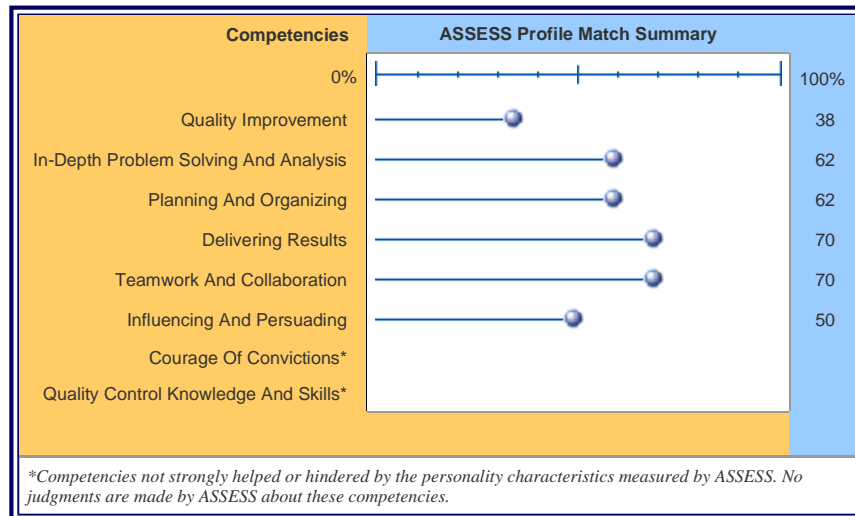 Competencies ASSESS Profile Match Summary
0% 100%
Quality Improvement 38
In-Depth Problem Solving And Analysis 62
Planning And Organizing 62
Delivering Results 70
Teamwork And Collaboration 70
Influencing And Persuading 50
Courage Of Convictions*
Quality Control Knowledge And Skills*
*Competencies not strongly helped or hindered by the personality characteristics measured by ASSESS. No
judgments are made by ASSESS about these competencies.